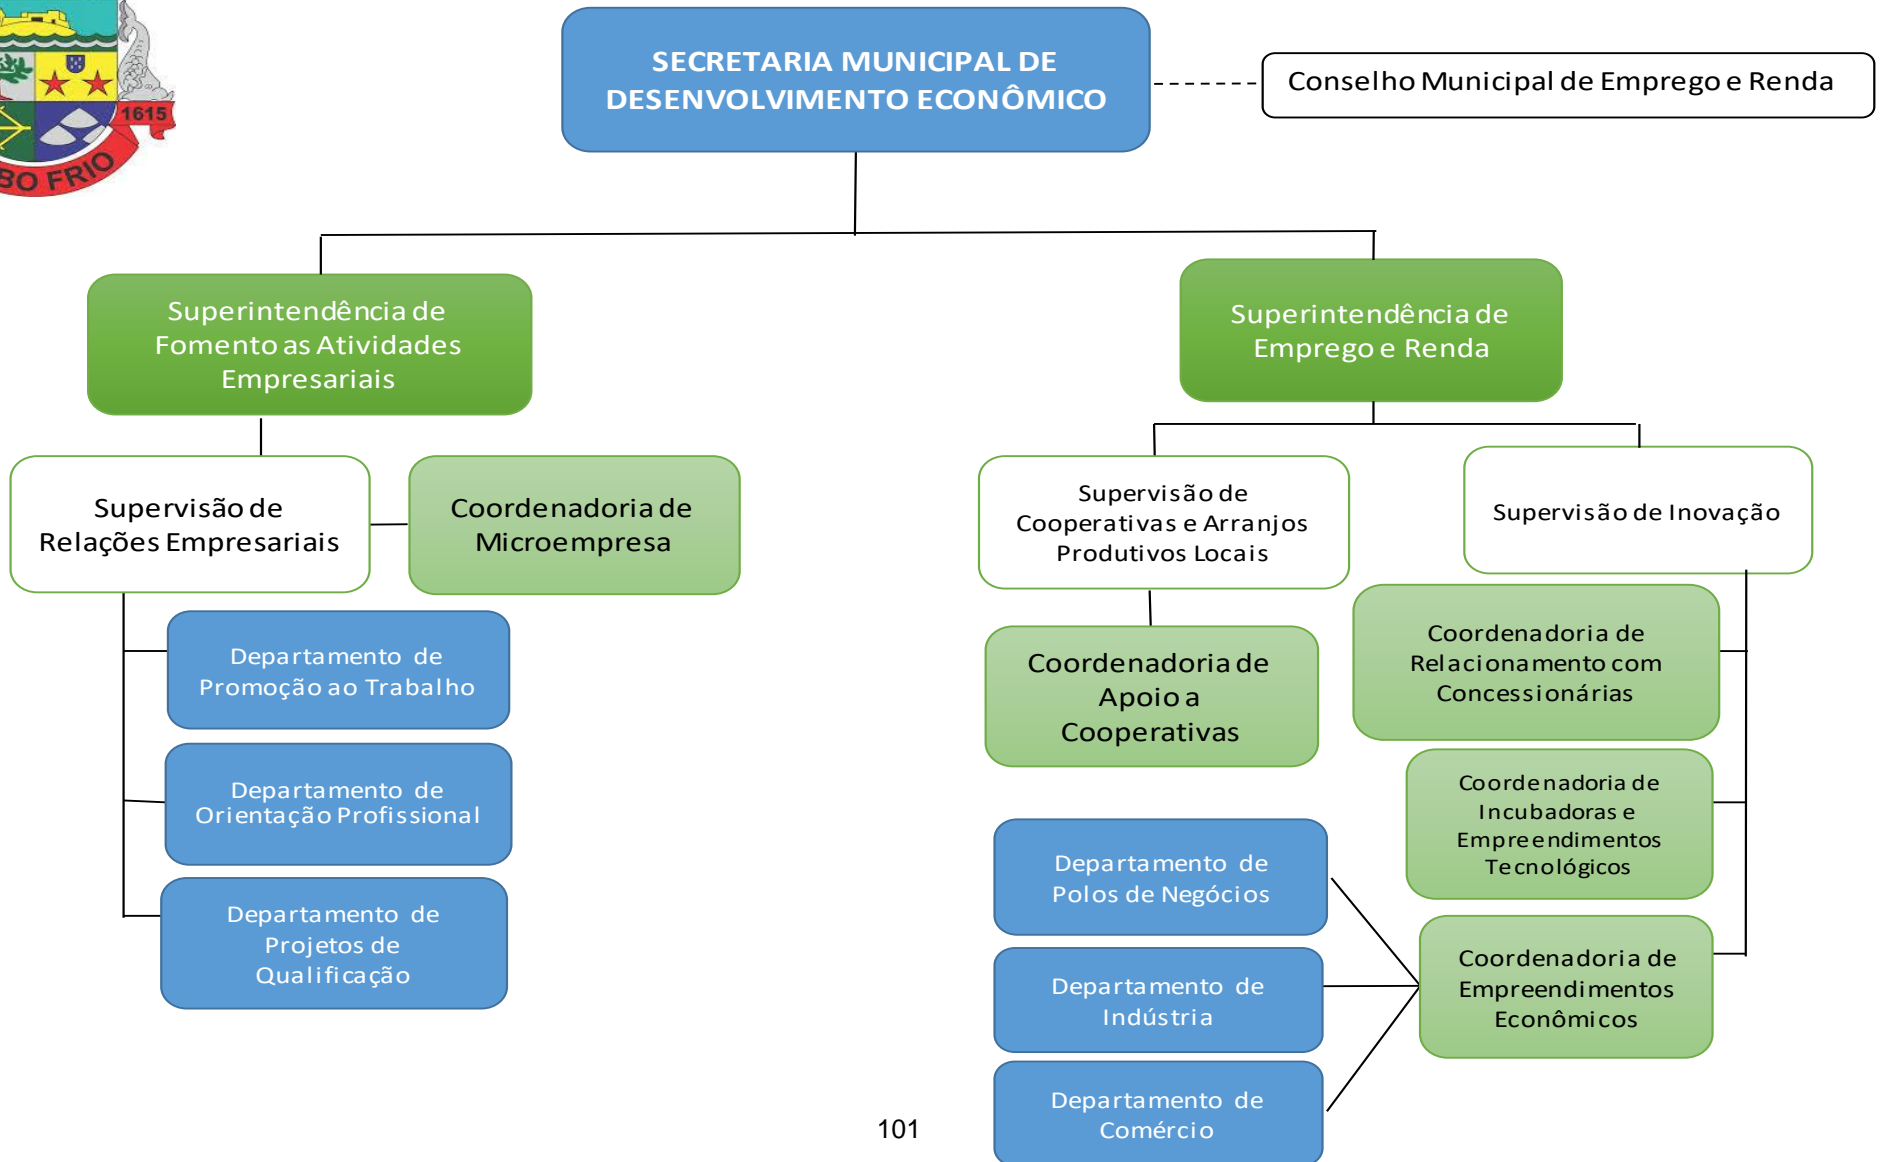 1615
BO FRIO
SECRETARIA MUNICIPAL DE
DESENVOLVIMENTO ECONÔMICO
Conselho Municipal de Emprego e Renda
Superintendência de
Fomento as Atividades
Empresariais
Superintendência de
Emprego e Renda
Supervisão de
Relações Empresariais
Coordenadoria de
Microempresa
Supervisão de
Cooperativas e Arranjos
Produtivos Locais
Supervisão de Inovação
Departamento de
Promoção ao Trabalho
Departamento de
Orientação Profissional
Departamento de
Projetos de
Qualificação
Coordenadoria de
Apoio a
Cooperativas
Coordenadoria de
Relacionamento com
Concessionárias
Coordenadoria de
Incubadoras e
Empreendimentos
Tecnológicos
Departamento de
Polos de Negócios
Departamento de
Indústria
Departamento de
Comércio
Coordenadoria de
Empreendimentos
Econômicos
101